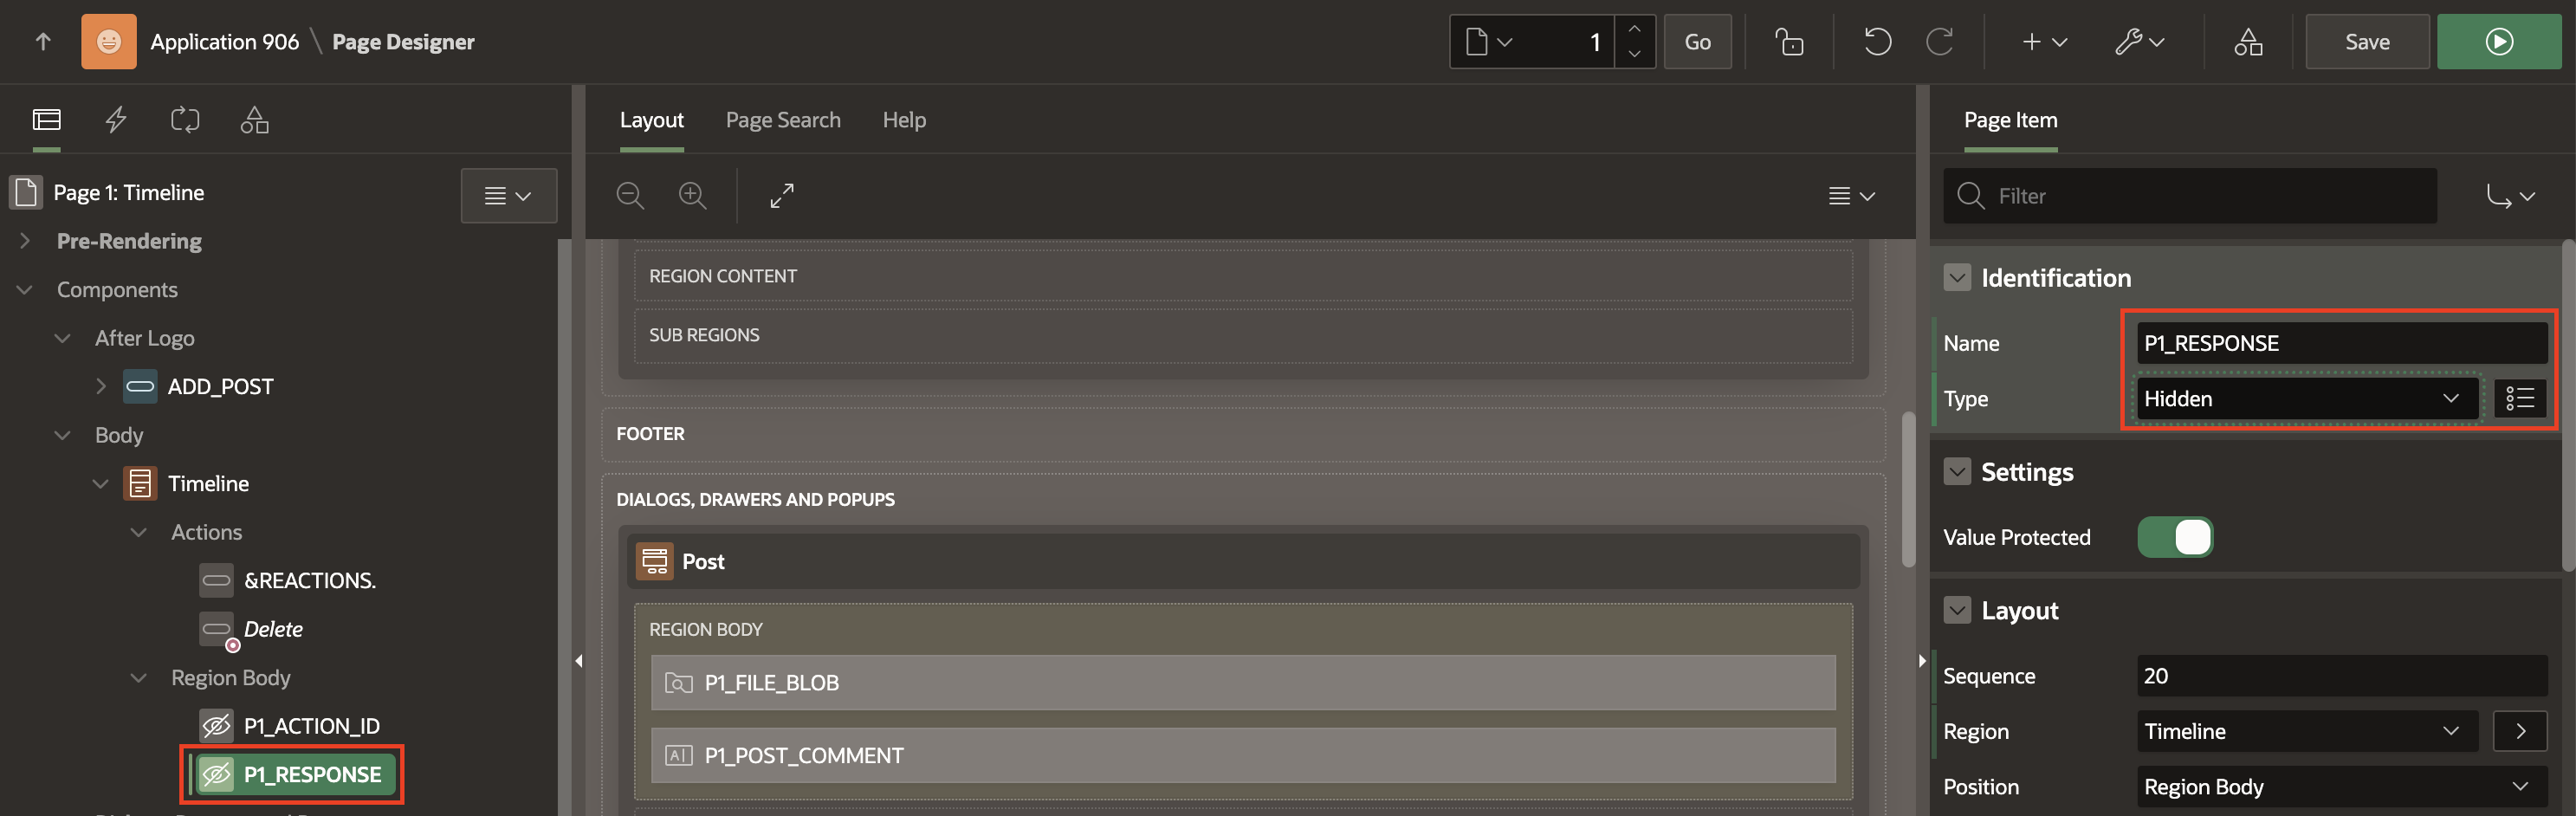 Application 906 \ Page Designer
1
Go
Save
Layout
Page Search
Help
Page Item
Page 1: Timeline
Pre-Rendering
Components
After Logo
ADD_POST
Body
Timeline
Actions
&REACTIONS.
Delete
Region Body
P1_ACTION_ID
P1_RESPONSE
REGION CONTENT
SUB REGIONS
FOOTER
DIALOGS, DRAWERS AND POPUPS
Post
REGION BODY
P1_FILE_BLOB
P1_POST_COMMENT
Filter
Identification
Name
P1_RESPONSE
Type
Hidden
Settings
Value Protected
Layout
Sequence
20
Region
Timeline
Position
Region Body